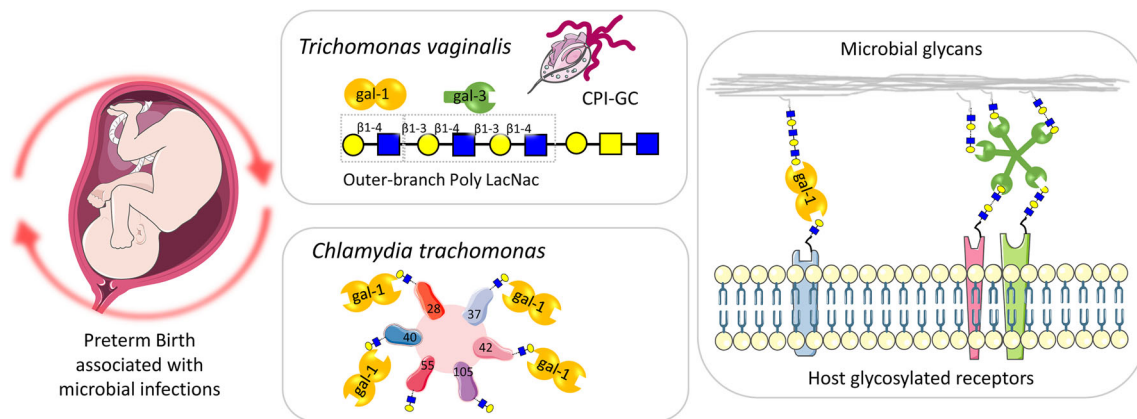 Preterm Birth
associated with
microbial infections
Trichomonas vaginalis
gal-1
gal-3
CPI-GC
β1-4 β1-3 β1-4 β1-3 β1-4
Outer-branch Poly LacNac
Chlamydia trachomonas
gal-1
gal-1
28
37
40
42
55
105
gal-1
gal-1
Microbial glycans
gal-1
Host glycosylated receptors